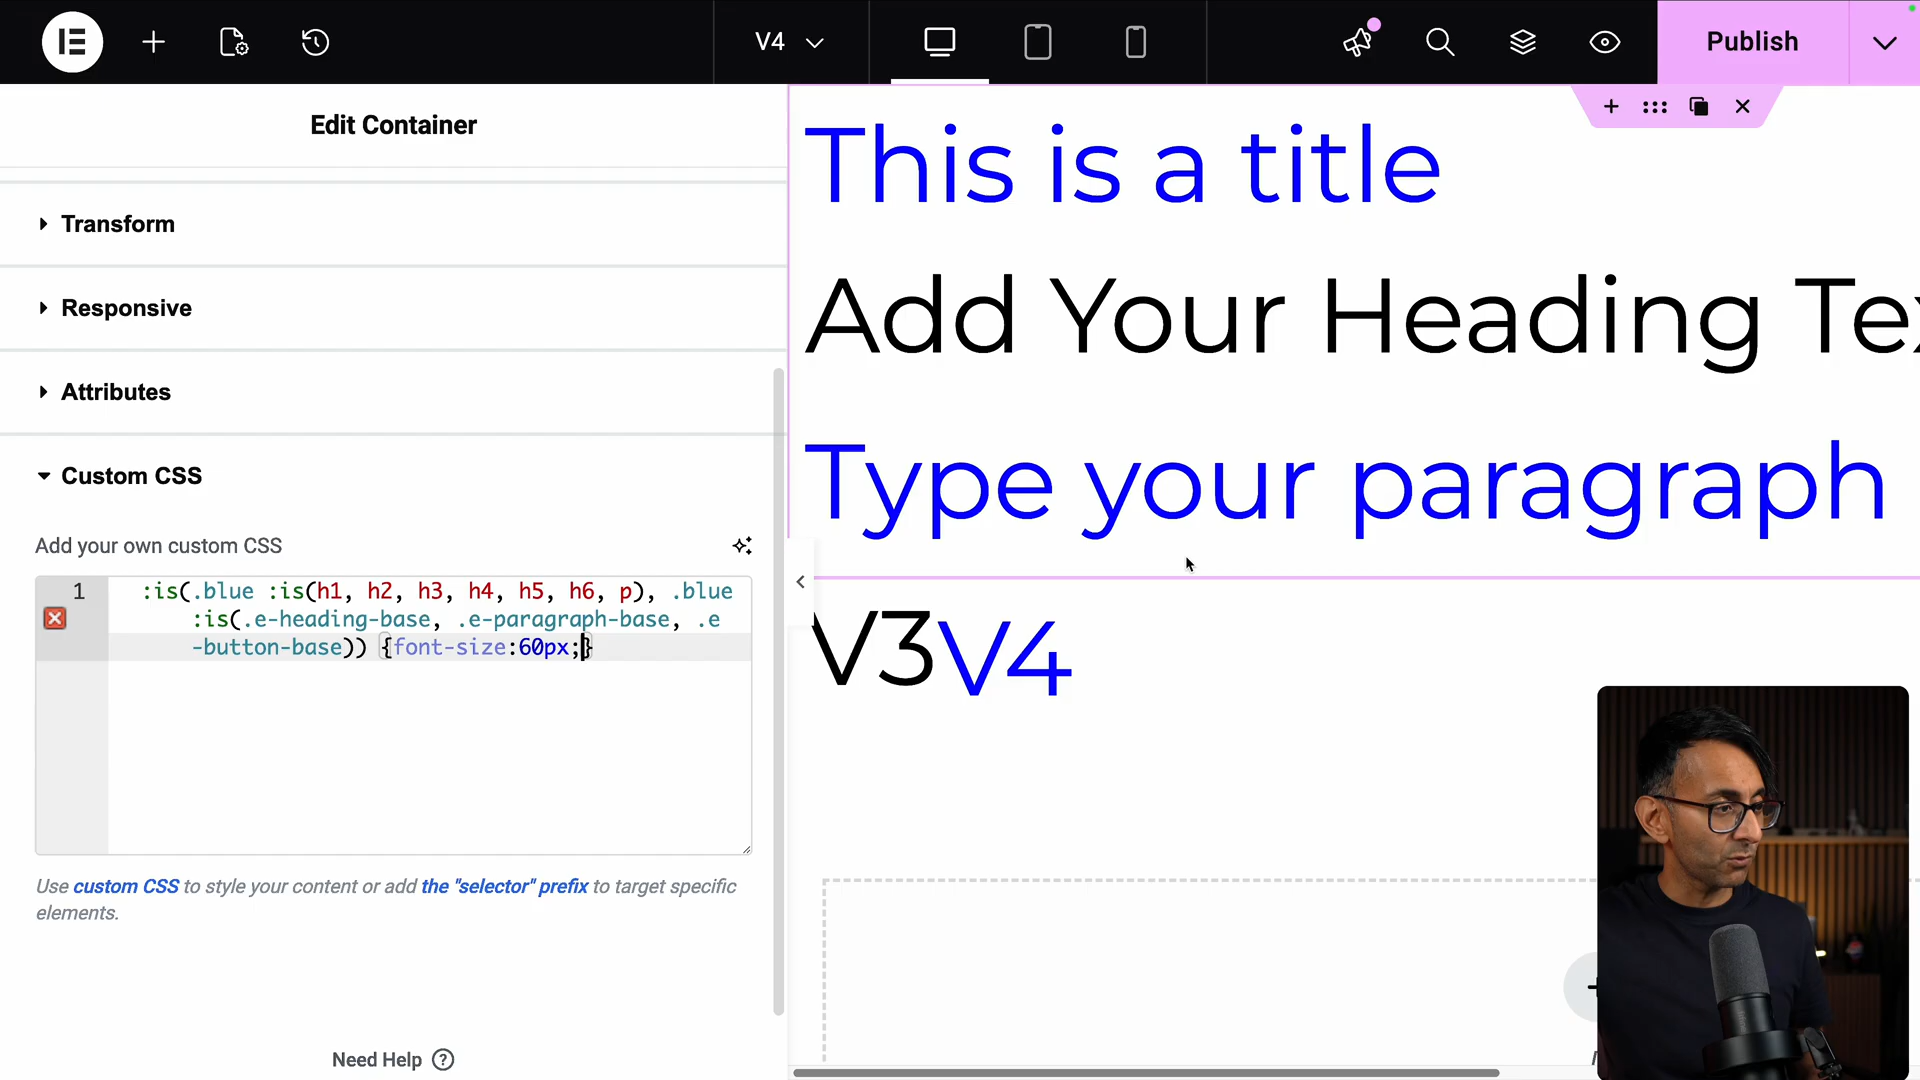 V4
Publish
Edit Container
Transform
Responsive
Attributes
Custom CSS
Add your own custom CSS
1
:is(.blue :is(h1, h2, h3, h4, h5, h6, p), .blue
:is(.e-heading-base, .e-paragraph-base, .e
-button-base)) {font-size:60px;}
Use custom CSS to style your content or add the "selector" prefix to target specific
elements.
Need Help ?
This is a title
Add Your Heading Tex
Type your paragraph
V3V4